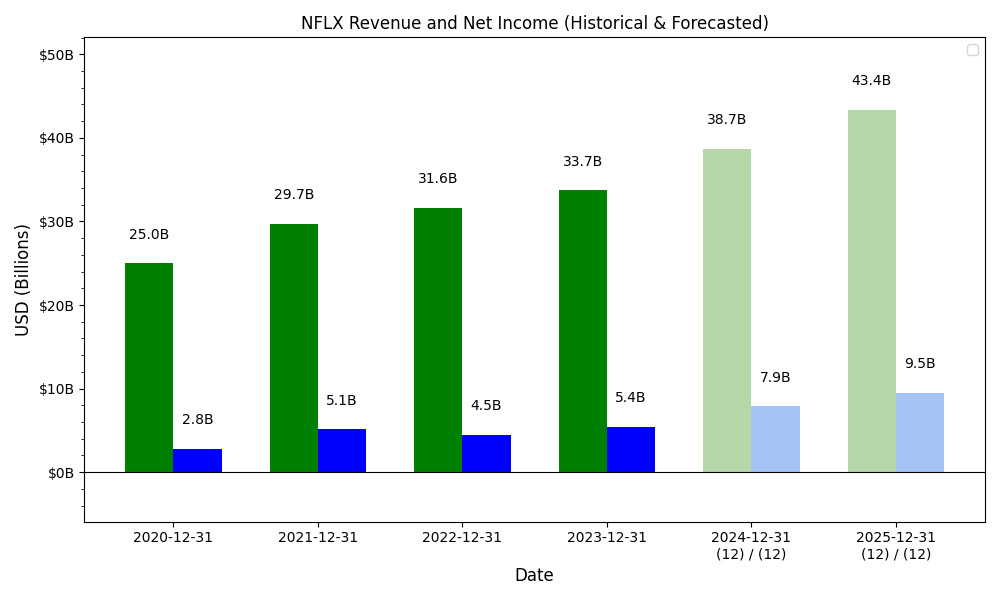 NFLX Revenue and Net Income (Historical & Forecasted)
$50B
$40B
$30B
$20B
$10B
$0B
USD (Billions)
25.0B
2.8B
29.7B
5.1B
31.6B
4.5B
33.7B
5.4B
38.7B
7.9B
43.4B
9.5B
2020-12-31
2021-12-31
2022-12-31
2023-12-31
2024-12-31
(12) / (12)
2025-12-31
(12) / (12)
Date